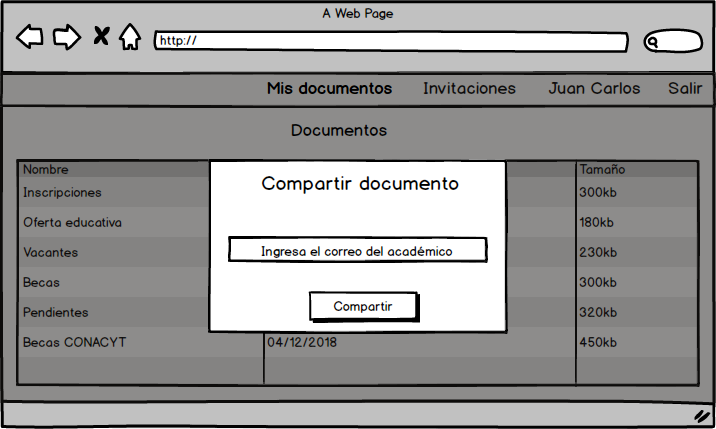 A Web Page
http://
Mis documentos Invitaciones Juan Carlos Salir
Documentos
Nombre Tamaño
Compartir documento
Inscripciones 300kb
Oferta educativa 180kb
Vacantes Ingresa el correo del académico 230kb
Becas 300kb
Pendientes Compartir 320kb
Becas CONACYT 04/12/2018 450kb